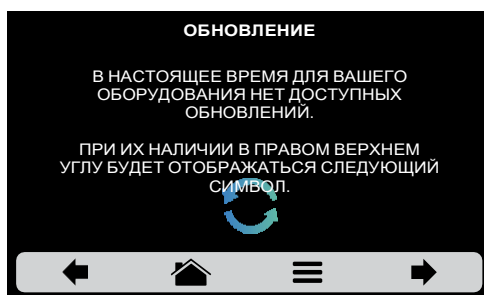 ОБНОВЛЕНИЕ
В НАСТОЯЩЕЕ ВРЕМЯ ДЛЯ ВАШЕГО
ОБОРУДОВАНИЯ НЕТ ДОСТУПНЫХ
ОБНОВЛЕНИЙ.
ПРИ ИХ НАЛИЧИИ В ПРАВОМ ВЕРХНЕМ
УГЛУ БУДЕТ ОТОБРАЖАТЬСЯ СЛЕДУЮЩИЙ
СИМВОЛ.